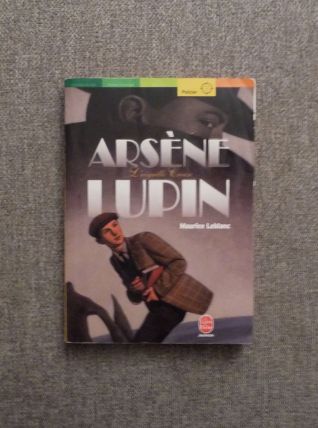 Policier
ARSÈNE
L'aiguille Creuse
LUPIN
Maurice Leblanc